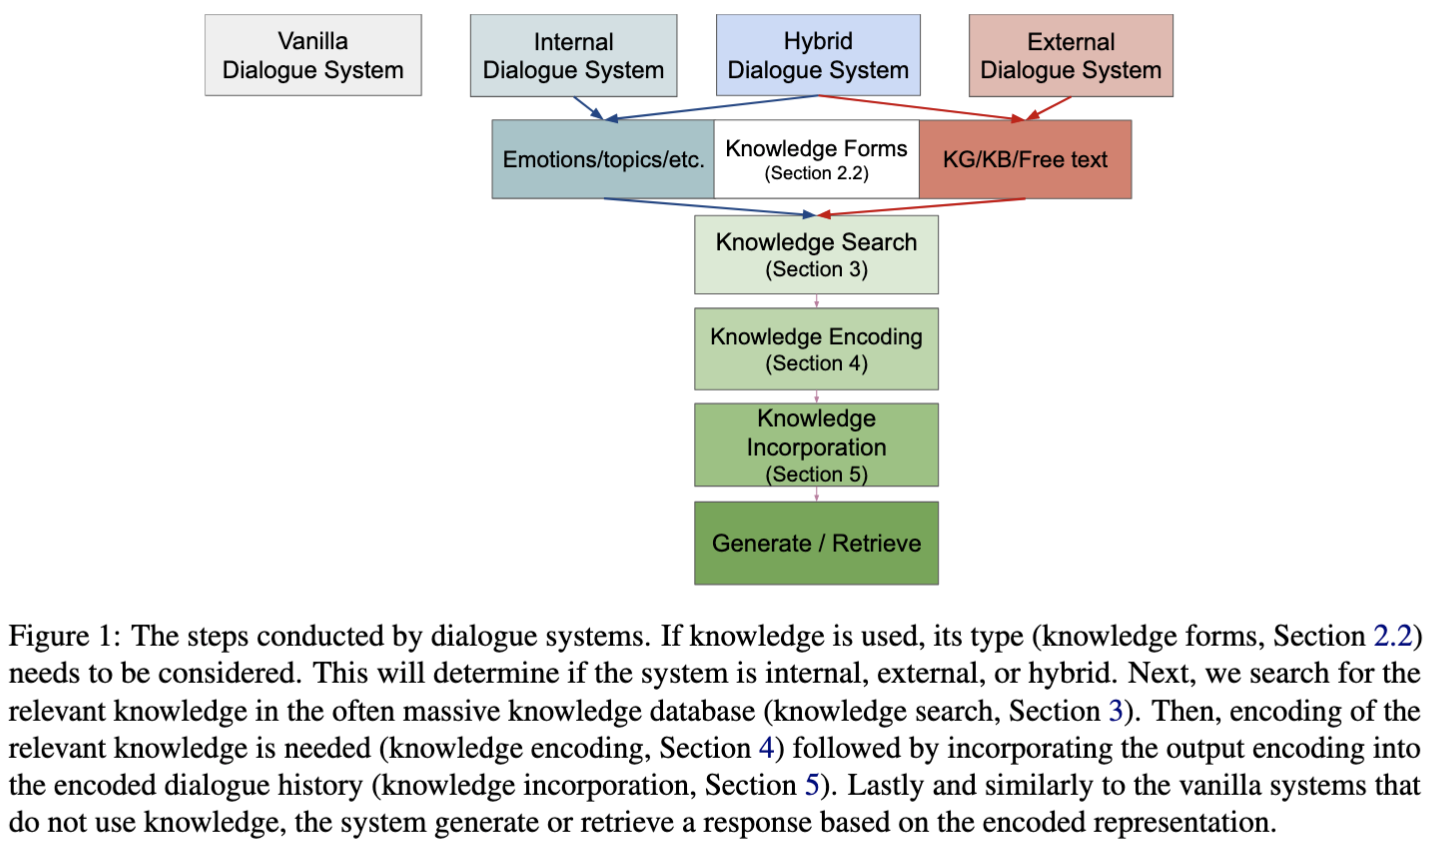 Vanilla
Dialogue System
Internal
Dialogue System
Hybrid
Dialogue System
External
Dialogue System
Emotions/topics/etc.
Knowledge Forms
(Section 2.2)
KG/KB/Free text
Knowledge Search
(Section 3)
Knowledge Encoding
(Section 4)
Knowledge
Incorporation
(Section 5)
Generate / Retrieve
Figure 1: The steps conducted by dialogue systems. If knowledge is used, its type (knowledge forms, Section 2.2)
needs to be considered. This will determine if the system is internal, external, or hybrid. Next, we search for the
relevant knowledge in the often massive knowledge database (knowledge search, Section 3). Then, encoding of the
relevant knowledge is needed (knowledge encoding, Section 4) followed by incorporating the output encoding into
the encoded dialogue history (knowledge incorporation, Section 5). Lastly and similarly to the vanilla systems that
do not use knowledge, the system generate or retrieve a response based on the encoded representation.